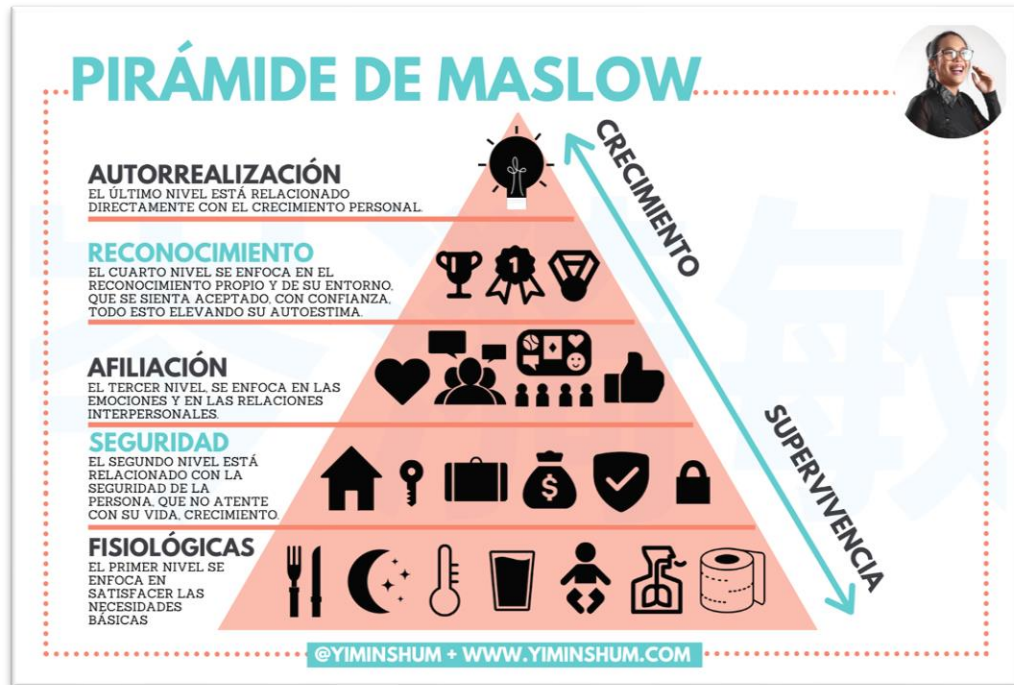 PIRÁMIDE DE MASLOW
AUTORREALIZACIÓN
EL ÚLTIMO NIVEL ESTÁ RELACIONADO
DIRECTAMENTE CON EL CRECIMIENTO PERSONAL.
RECONOCIMIENTO
EL CUARTO NIVEL SE ENFOCA EN EL
RECONOCIMIENTO PROPIO Y DE SU ENTORNO,
QUE SE SIENTA ACEPTADO, CON CONFIANZA,
TODO ESTO ELEVANDO SU AUTOESTIMA.
AFILIACIÓN
EL TERCER NIVEL, SE ENFOCA EN LAS
EMOCIONES Y EN LAS RELACIONES
INTERPERSONALES.
SEGURIDAD
EL SEGUNDO NIVEL ESTÁ
RELACIONADO CON LA
SEGURIDAD DE LA
PERSONA, QUE NO ATENTE
CON SU VIDA, CRECIMIENTO.
FISIOLÓGICAS
EL PRIMER NIVEL SE
ENFOCA EN
SATISFACER LAS
NECESIDADES
BÁSICAS
CRECIMIENTO
SUPERVIVENCIA
1
1
$
@YIMINSHUM + WWW.YIMINSHUM.COM